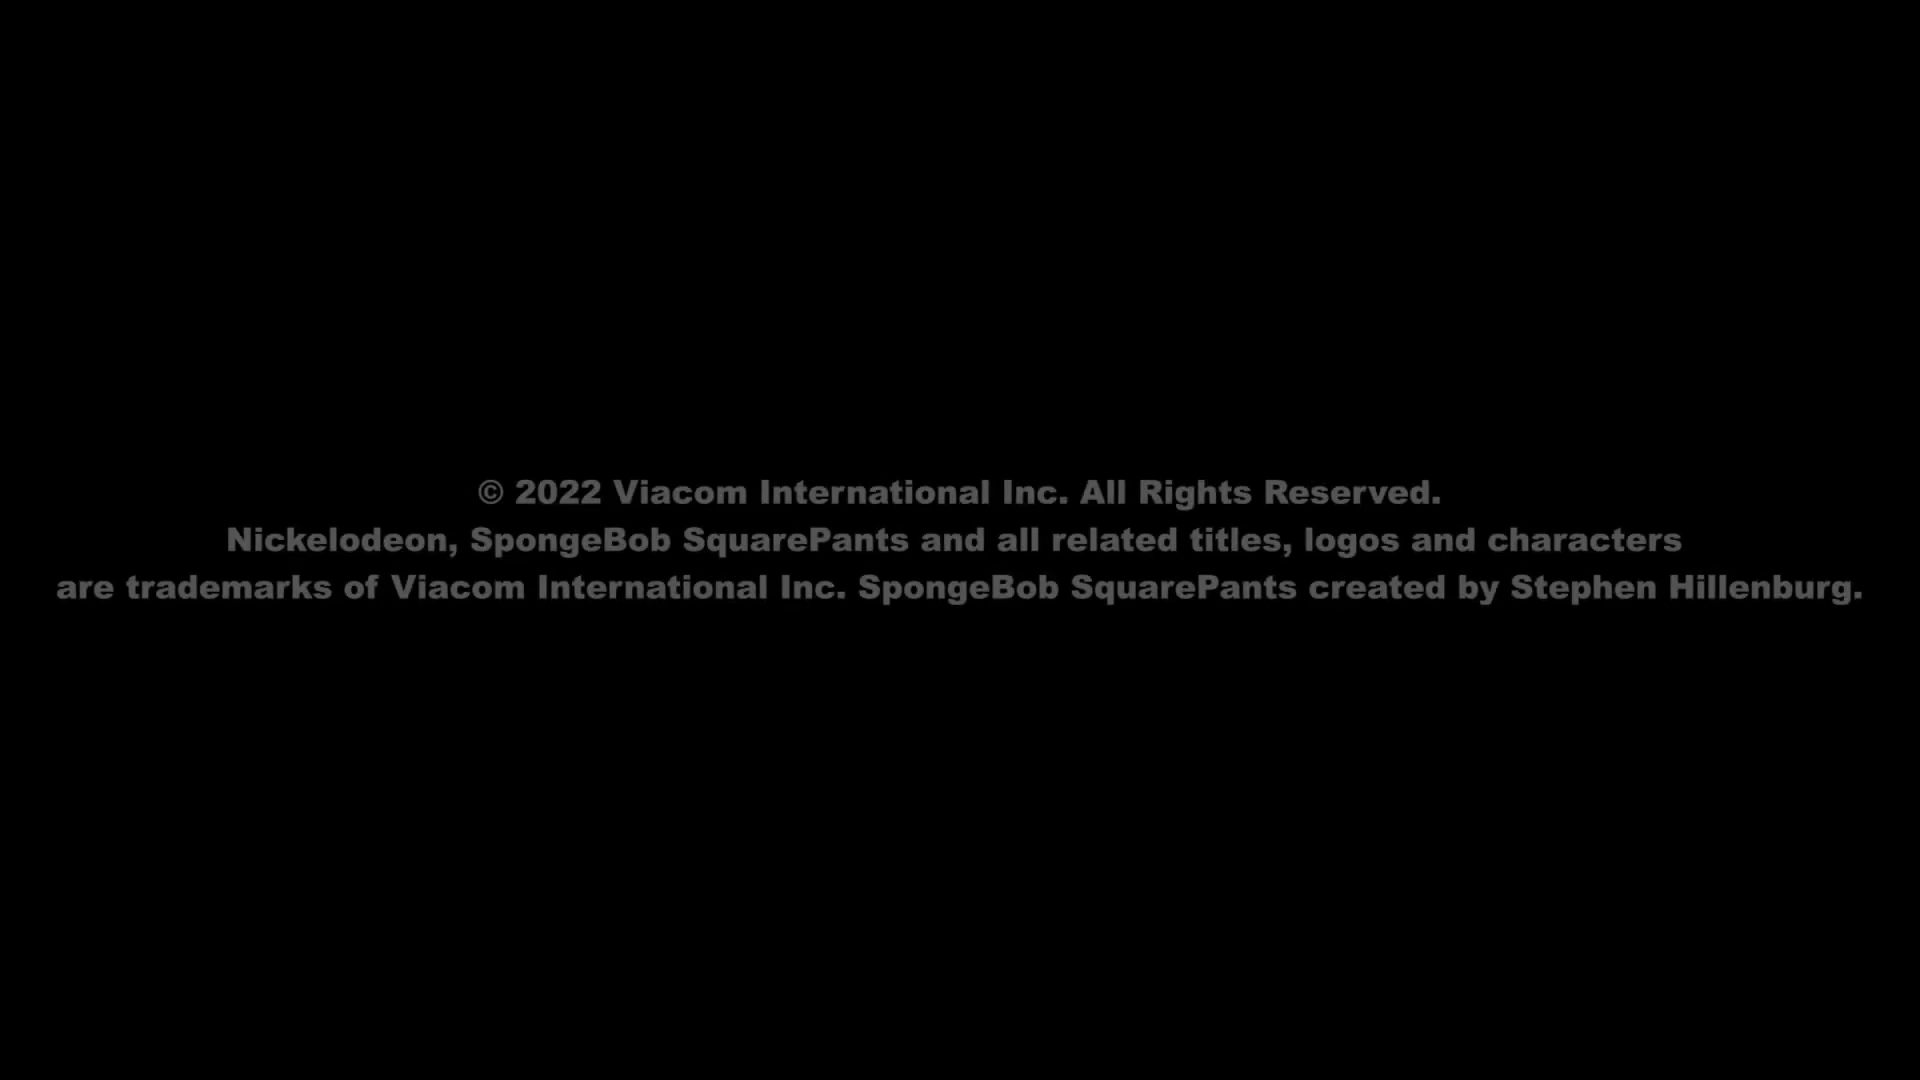 © 2022 Viacom International Inc. All Rights Reserved.
Nickelodeon, SpongeBob SquarePants and all related titles, logos and characters
are trademarks of Viacom International Inc. SpongeBob SquarePants created by Stephen Hillenburg.